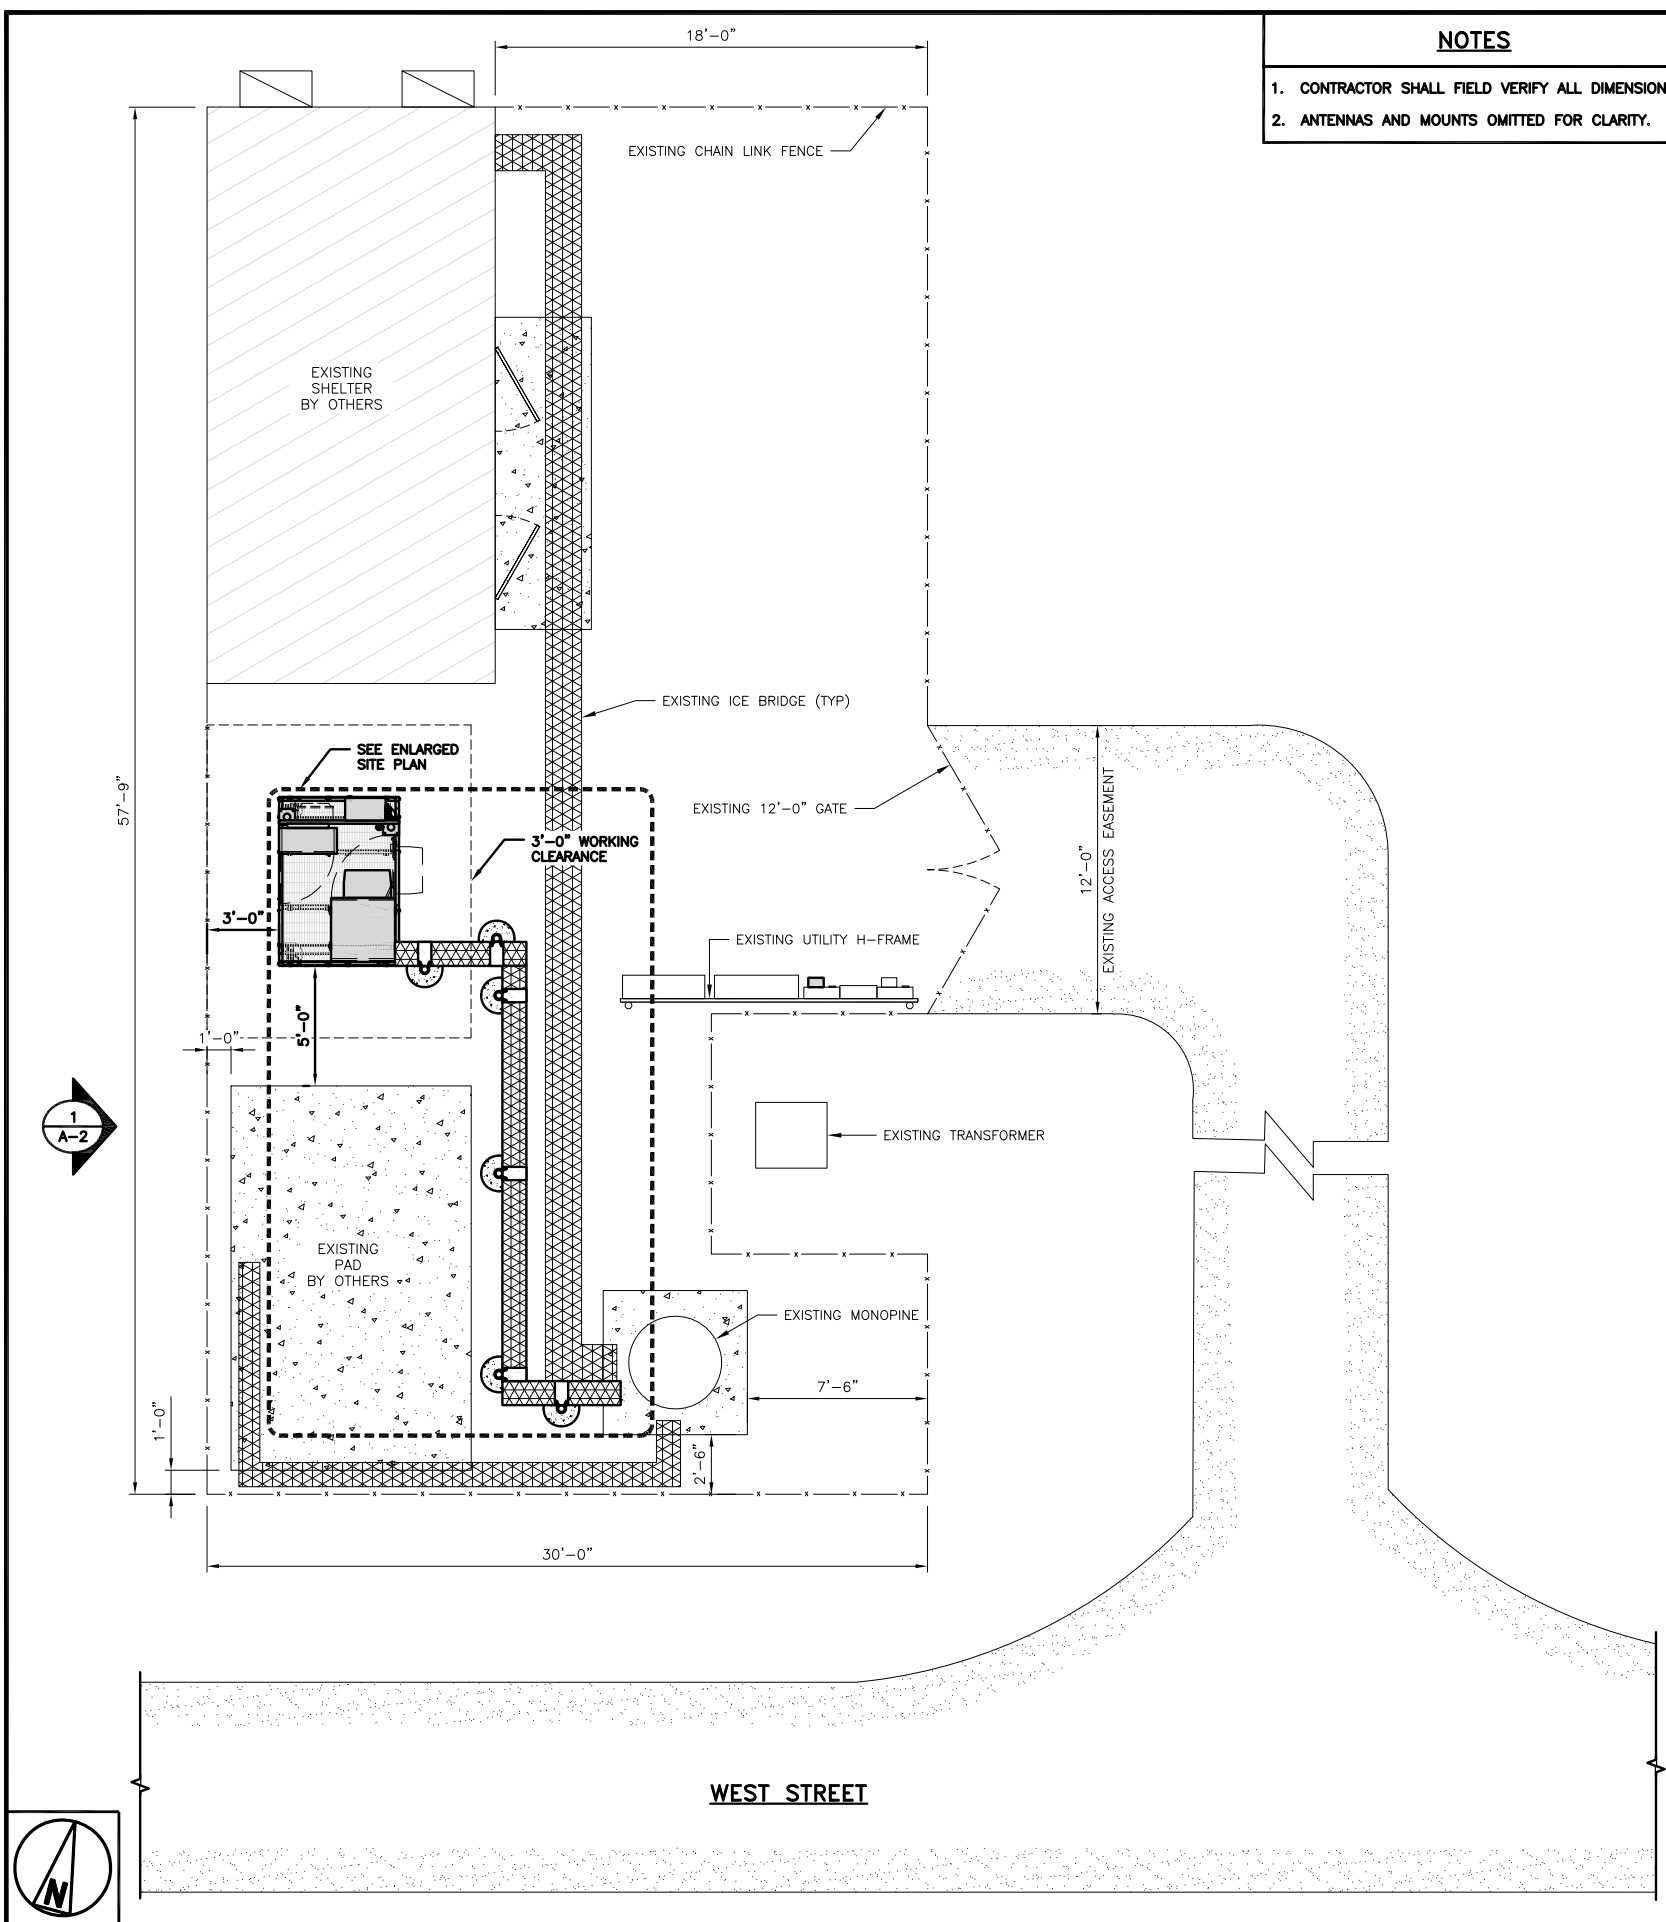 18'-0"
NOTES
1. CONTRACTOR SHALL FIELD VERIFY ALL DIMENSION
2. ANTENNAS AND MOUNTS OMITTED FOR CLARITY.
EXISTING CHAIN LINK FENCE
EXISTING
SHELTER
BY OTHERS
EXISTING ICE BRIDGE (TYP)
SEE ENLARGED
SITE PLAN
57'-9"
EXISTING 12'-0" GATE
3'-0" WORKING
CLEARANCE
12'-0"
EXISTING ACCESS EASEMENT
3'-0"
EXISTING UTILITY H-FRAME
5'-0"
1'-0"
1
A-2
EXISTING TRANSFORMER
EXISTING
PAD
BY OTHERS
EXISTING MONOPINE
7'-6"
1'-0"
2'-6"
30'-0"
WEST STREET
N